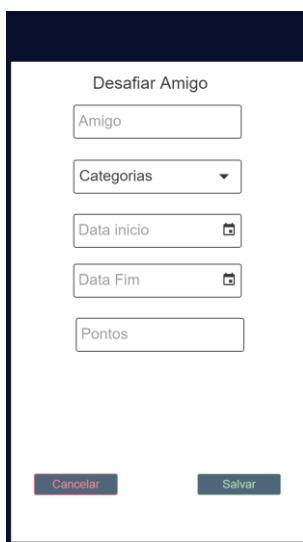 Desafiar Amigo
Amigo
Categorias
Data inicio
Data Fim
Pontos
Cancelar
Salvar